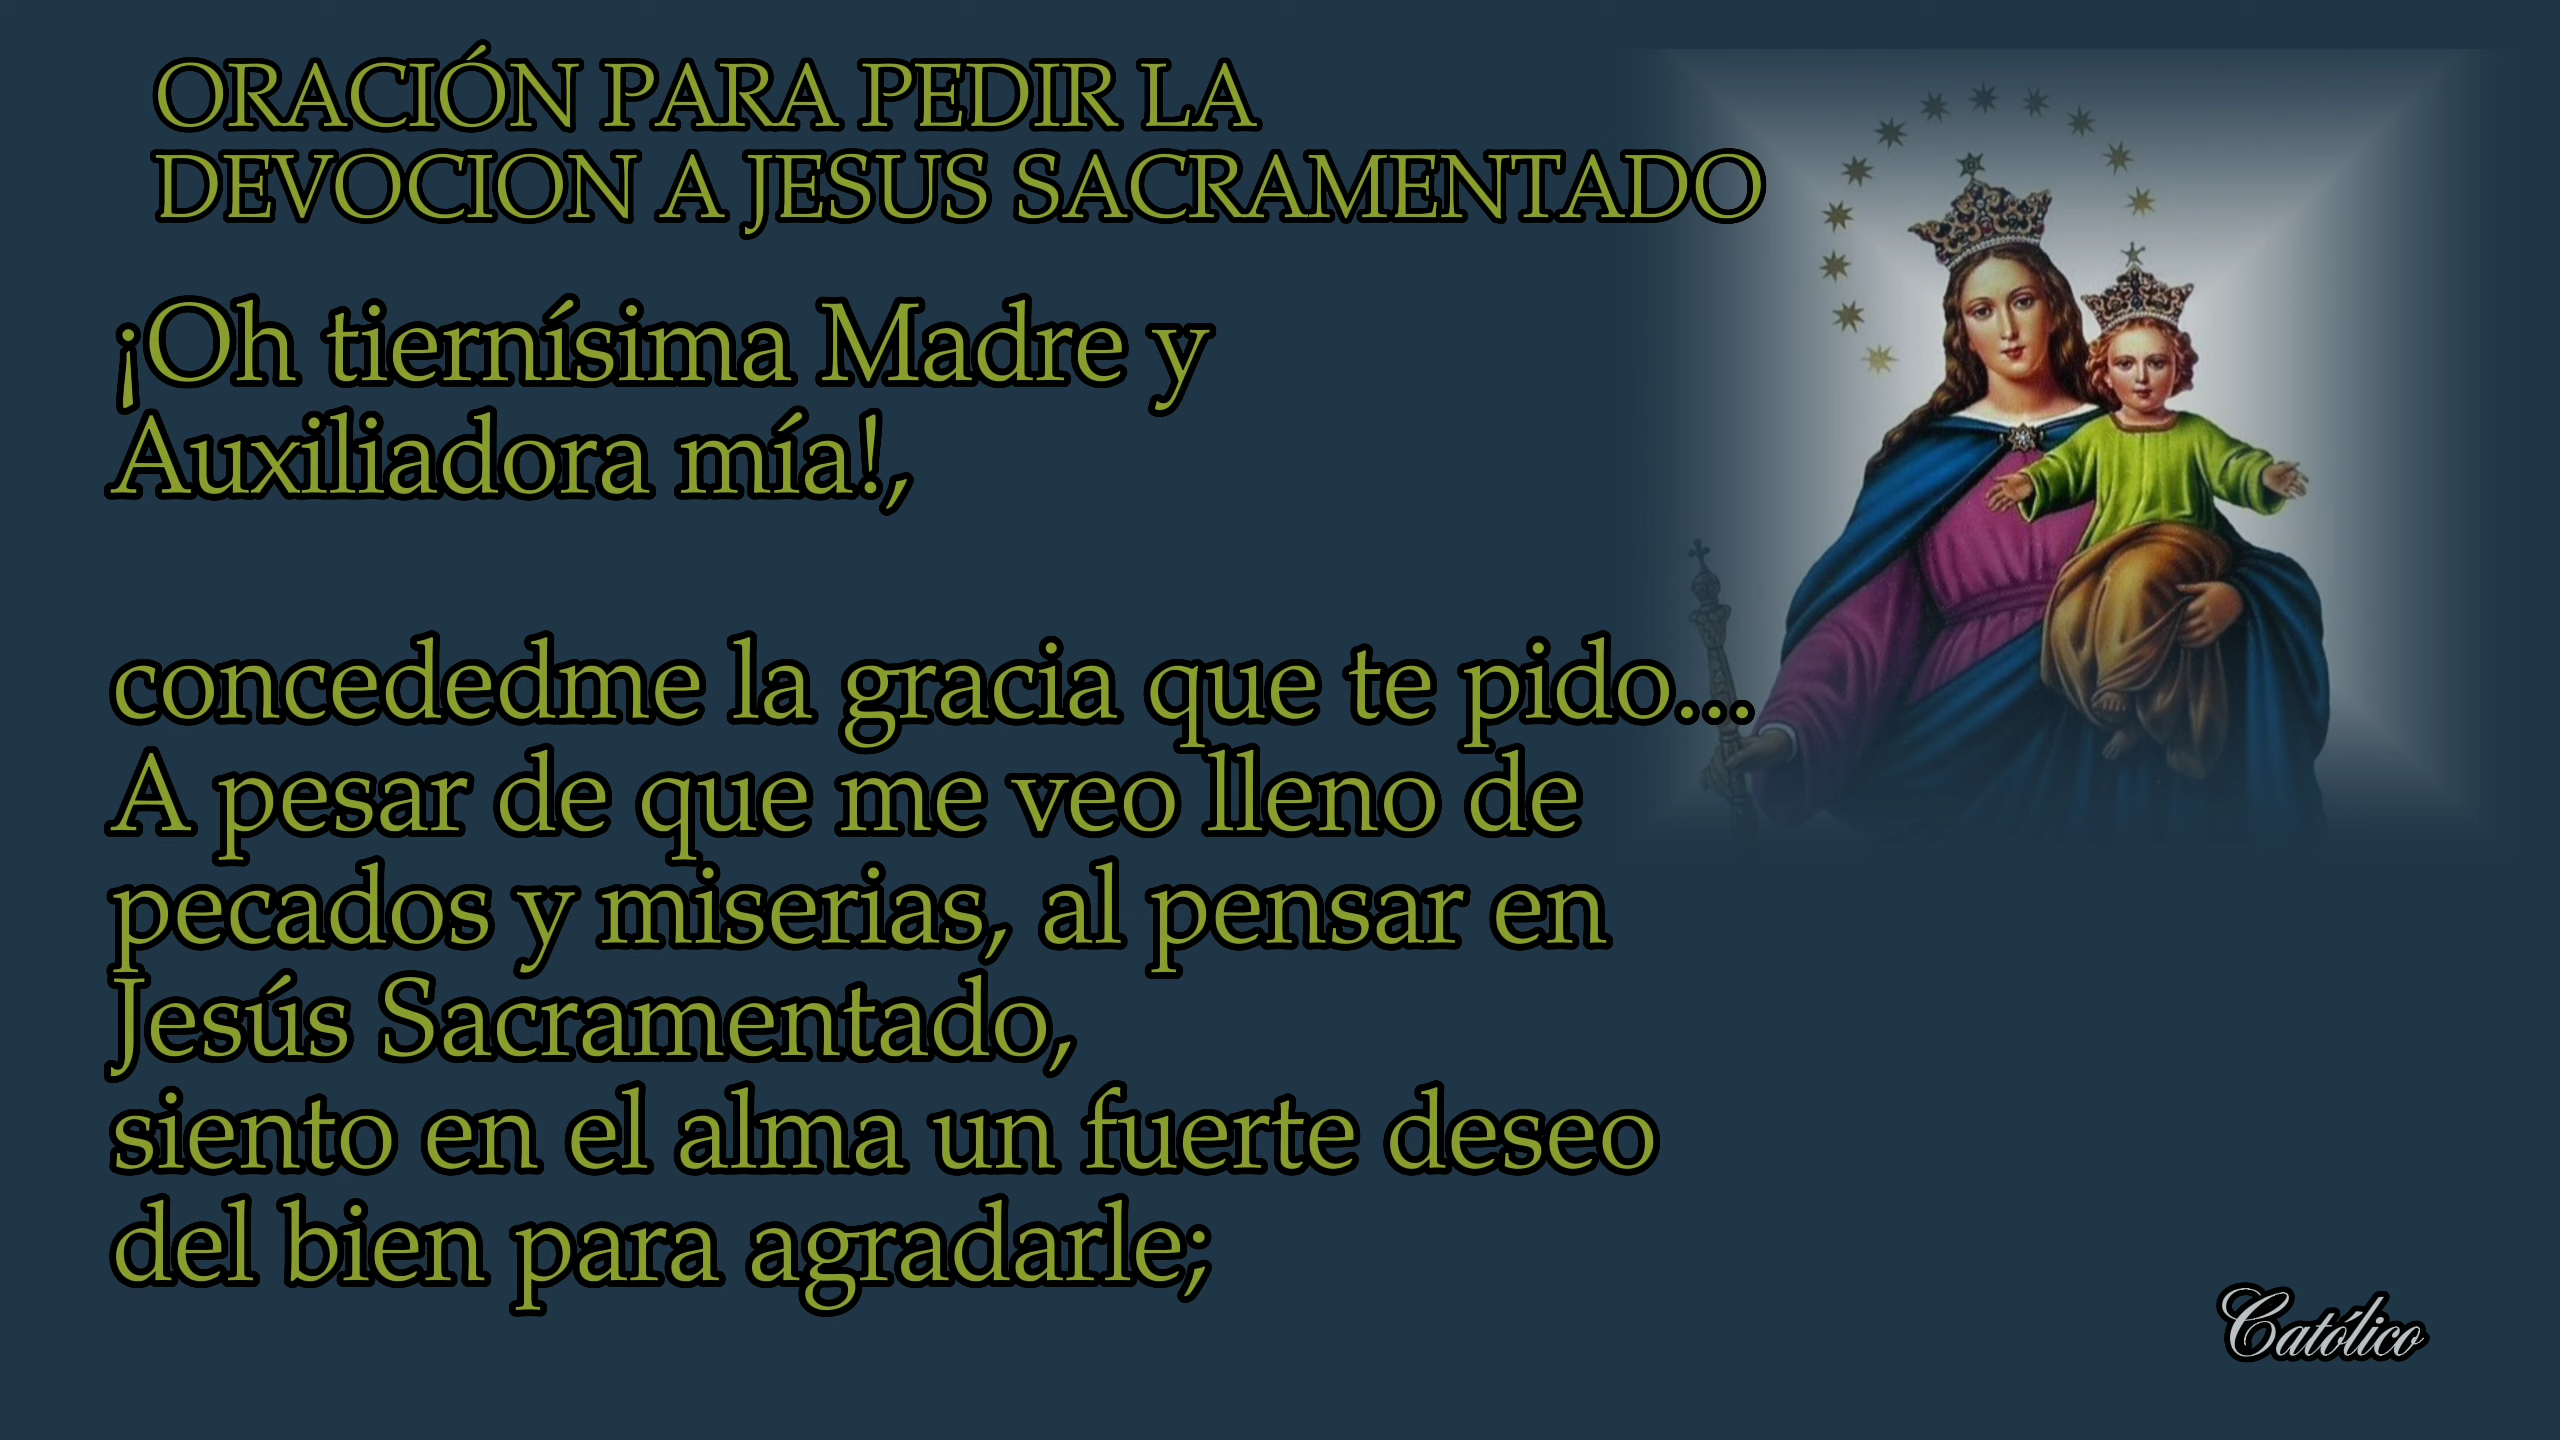 ORACIÓN PARA PEDIR LA
DEVOCION A JESUS SACRAMENTADO
¡Oh tiernísima Madre y
Auxiliadora mía!,
concededme la gracia que te pido...
A pesar de que me veo lleno de
pecados y miserias, al pensar en
Jesús Sacramentado,
siento en el alma un fuerte deseo
del bien para agradarle;
Católico